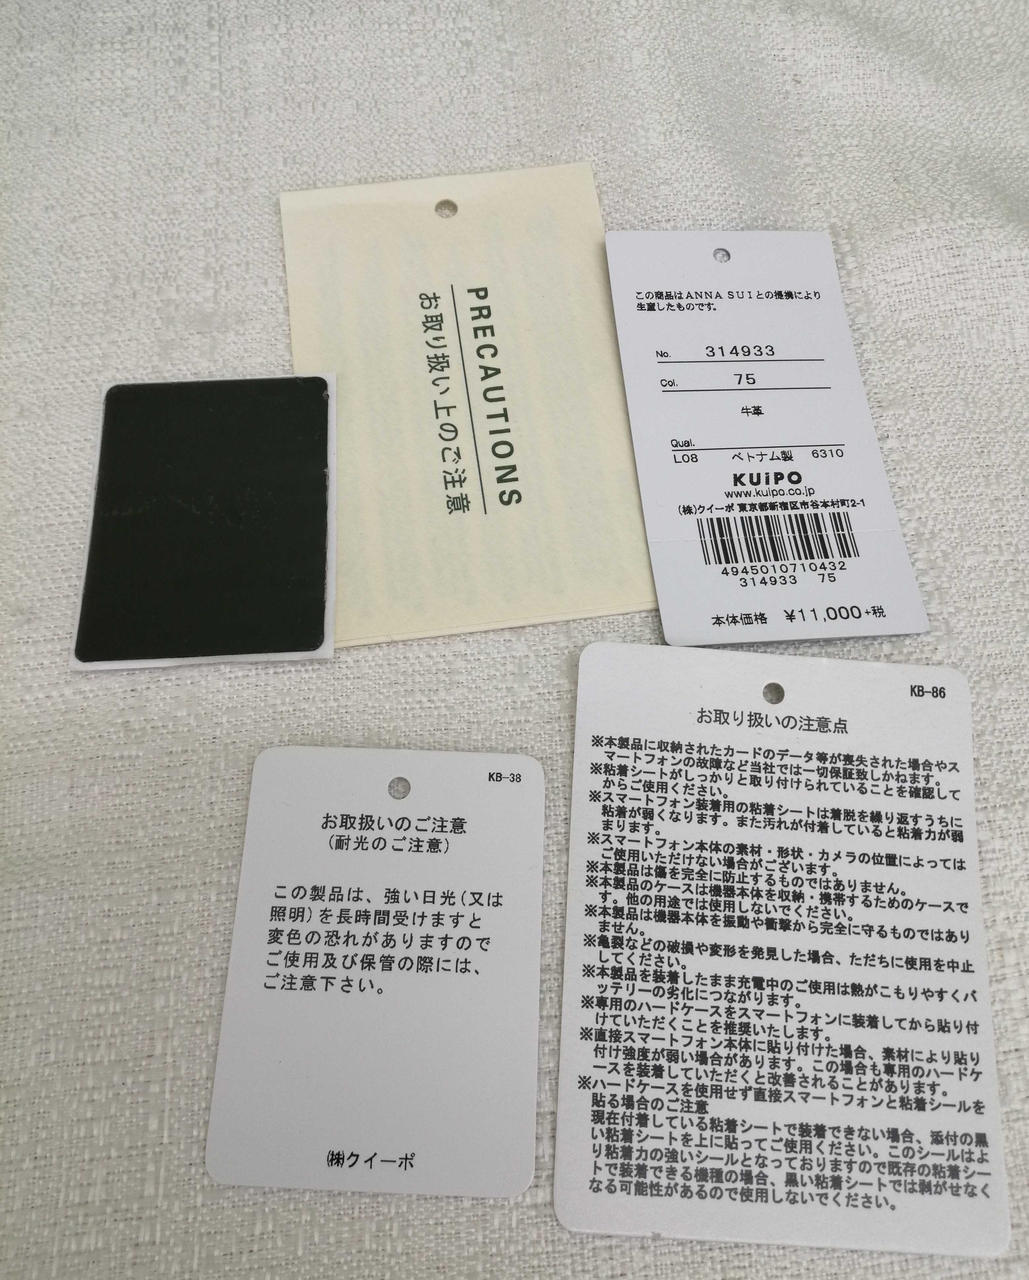 PRECAUTIONS
お取り扱い上のご注意
この商品はANNA SUIとの提携により
生産したものです。
No. 314933
Col. 75
牛革
Qual.
L08 ベトナム製 6310
KUiPO
www.kuipo.co.jp
(株)クイーポ 東京都新宿区市谷本村町2-1
4945010710432
314933 75
本体価格 ¥11,000+税
KB-38
お取扱いのご注意
(耐光のご注意)
この製品は、強い日光(又は
照明)を長時間受けますと
変色の恐れがありますので
ご使用及び保管の際には、
ご注意下さい。
㈱クイーポ
KB-86
お取り扱いの注意点
※本製品に収納されたカードのデータ等が喪失された場合やス
マートフォンの故障など当社では一切保証致しかねます。
※粘着シートがしっかりと取り付けられていることを確認して
からご使用ください。
※スマートフォン装着用の粘着シートは着脱を繰り返すうちに
粘着が弱くなります。また汚れが付着していると粘着力が弱
まります。
※スマートフォン本体の素材・形状・カメラの位置によっては
ご使用いただけない場合がございます。
※本製品は傷を完全に防止するものではありません。
※本製品のケースは機器本体を収納・携帯するためのケースで
す。他の用途では使用しないでください。
※本製品は機器本体を振動や衝撃から完全に守るものではあり
ません。
※亀裂などの破損や変形を発見した場合、ただちに使用を中止
してください。
※本製品を装着したまま充電中のご使用は熱がこもりやすくバ
ッテリーの劣化につながります。
※専用のハードケースをスマートフォンに装着してから貼り付
けていただくことを推奨いたします。
※直接スマートフォン本体に貼り付けた場合、素材により貼り
付け強度が弱い場合があります。この場合も専用のハードケ
ースを装着していただくと改善されることがあります。
※ハードケースを使用せず直接スマートフォンと粘着シールを
貼る場合のご注意
現在付着している粘着シートで装着できない場合、添付の黒
い粘着シートを上に貼ってご使用ください。このシールはよ
り粘着力の強いシールとなっておりますので既存の粘着シー
トで装着できる機種の場合、黒い粘着シートでは剥がせなく
なる可能性があるので使用しないでください。